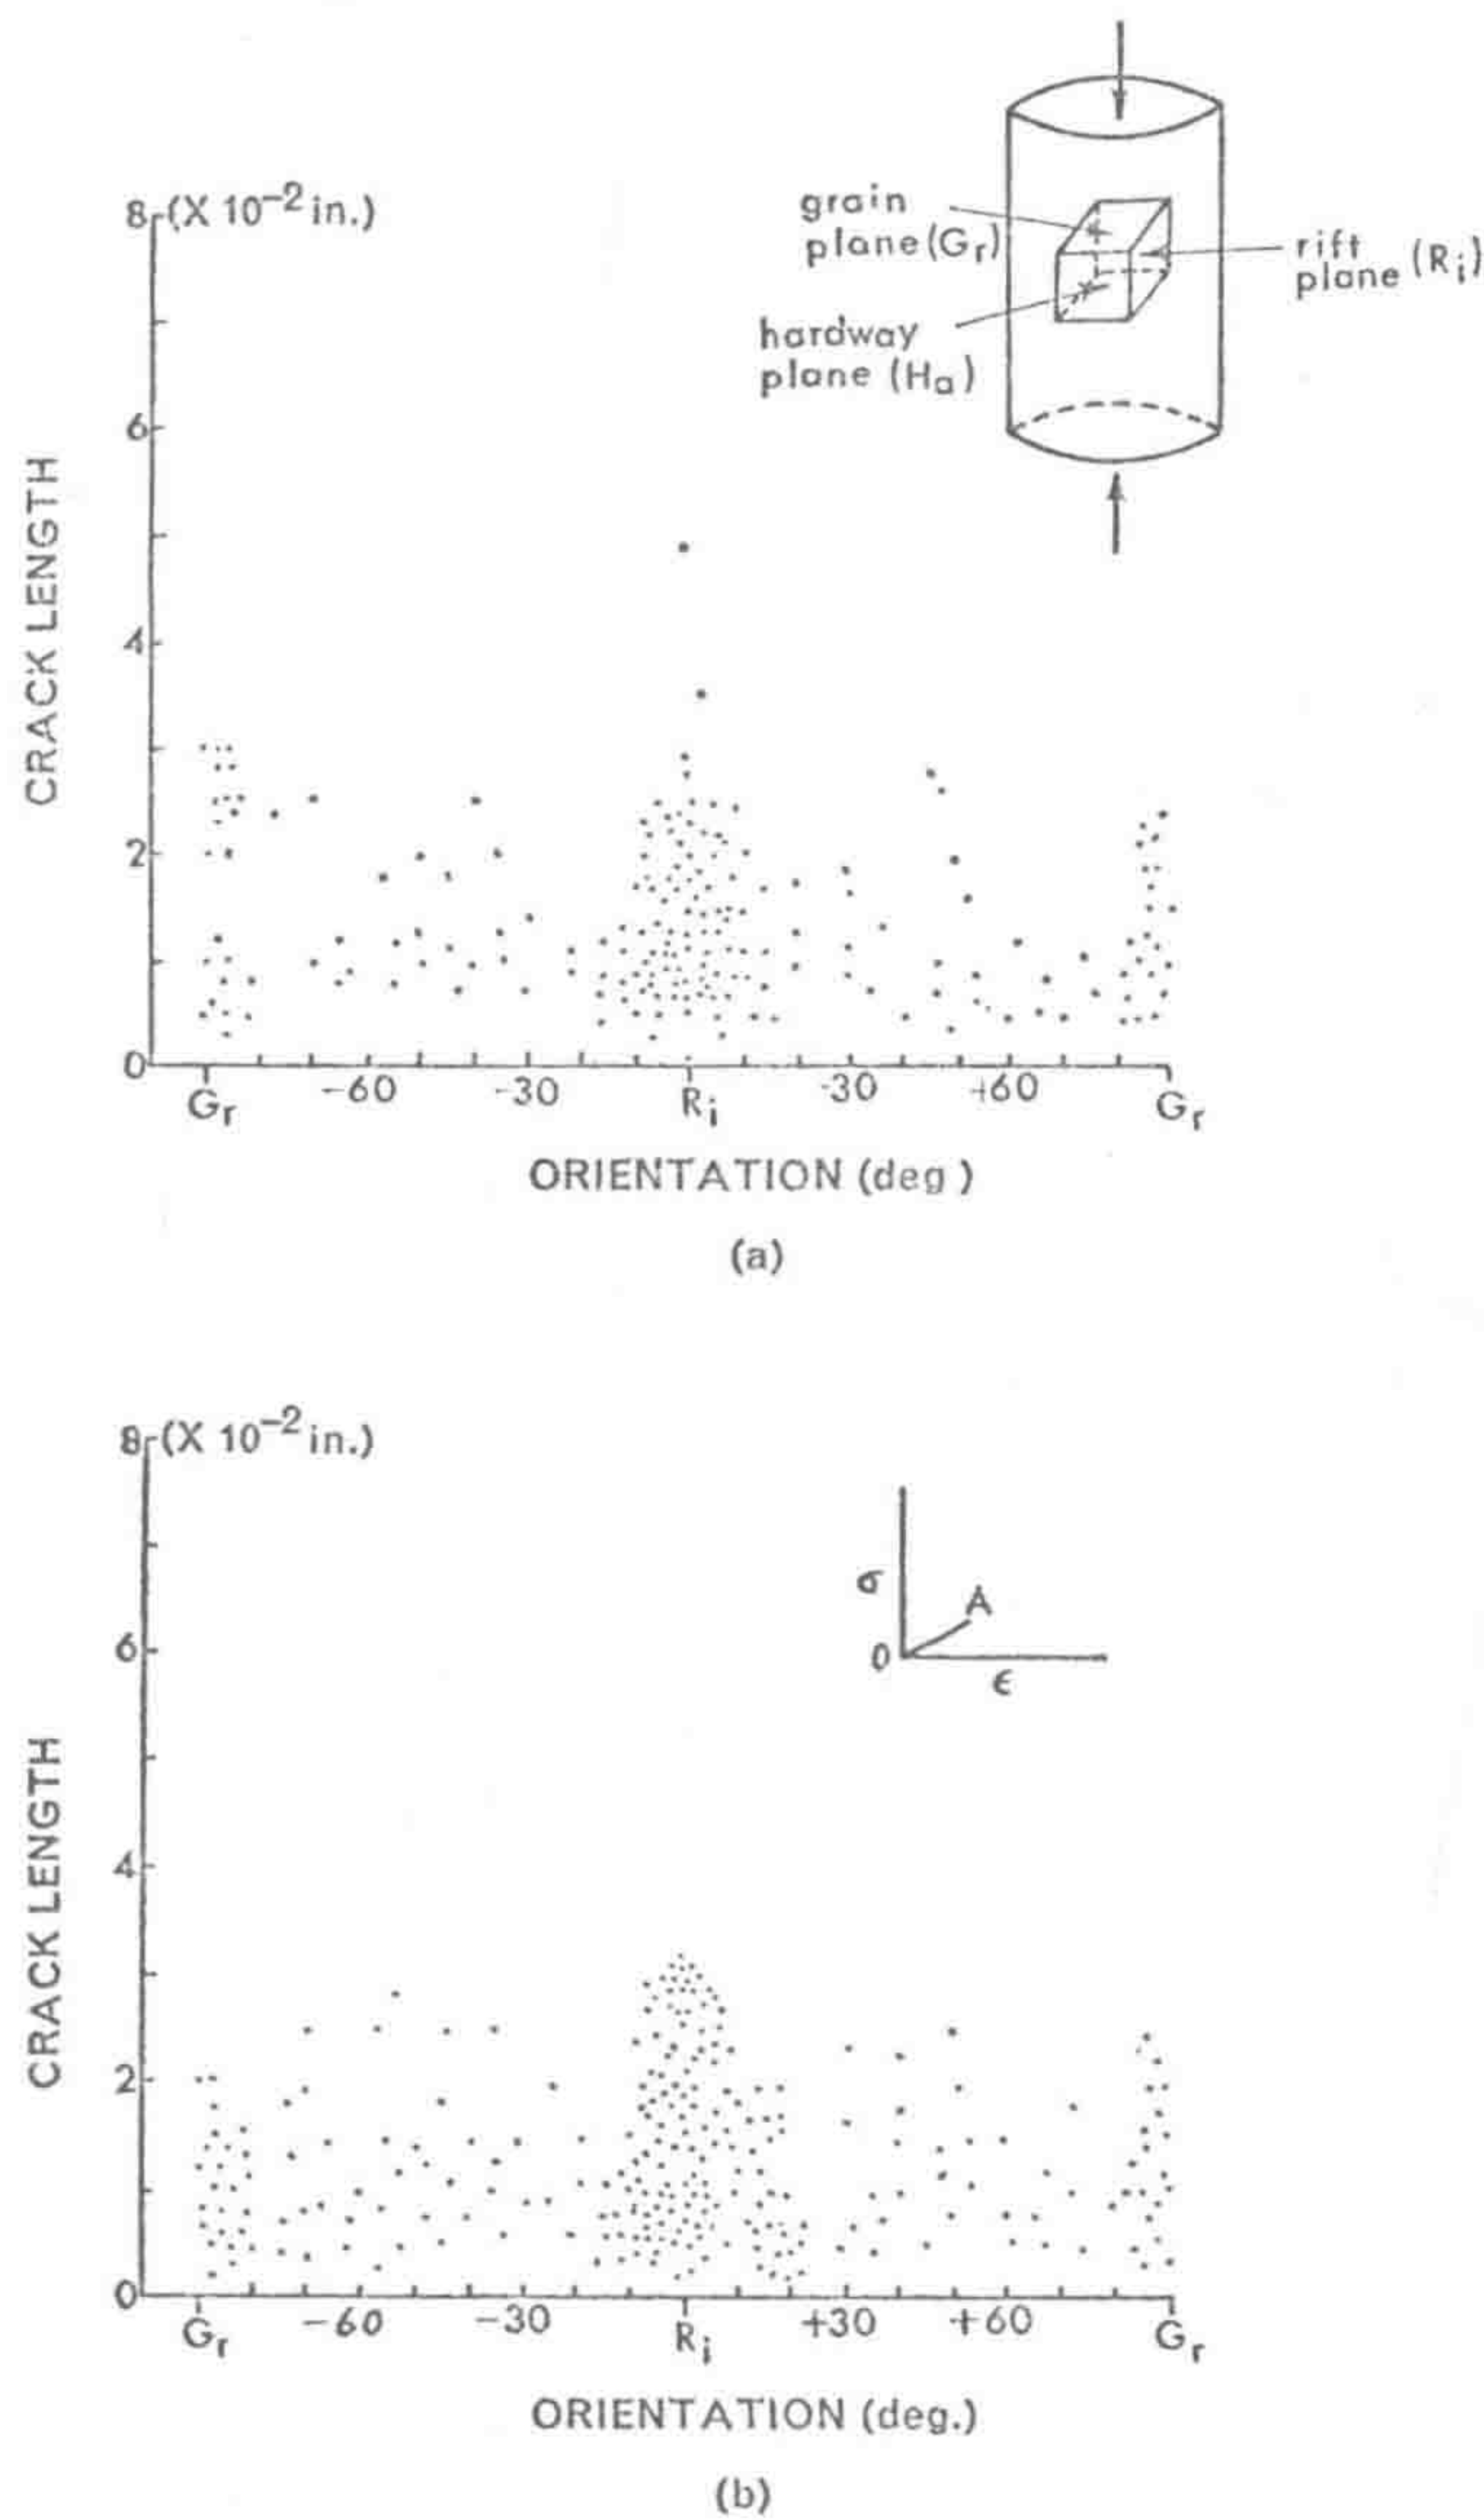 8 (X 10⁻² in.)
grain
plane (Gr)
rift
plane (Ri)
hardway
plane (Ha)
6
4
2
0
CRACK LENGTH
Gr -60 -30 Ri -30 +60 Gr
ORIENTATION (deg )
(a)
8 (X 10⁻² in.)
σ
A
0
ϵ
6
4
2
0
CRACK LENGTH
Gr -60 -30 Ri +30 +60 Gr
ORIENTATION (deg.)
(b)